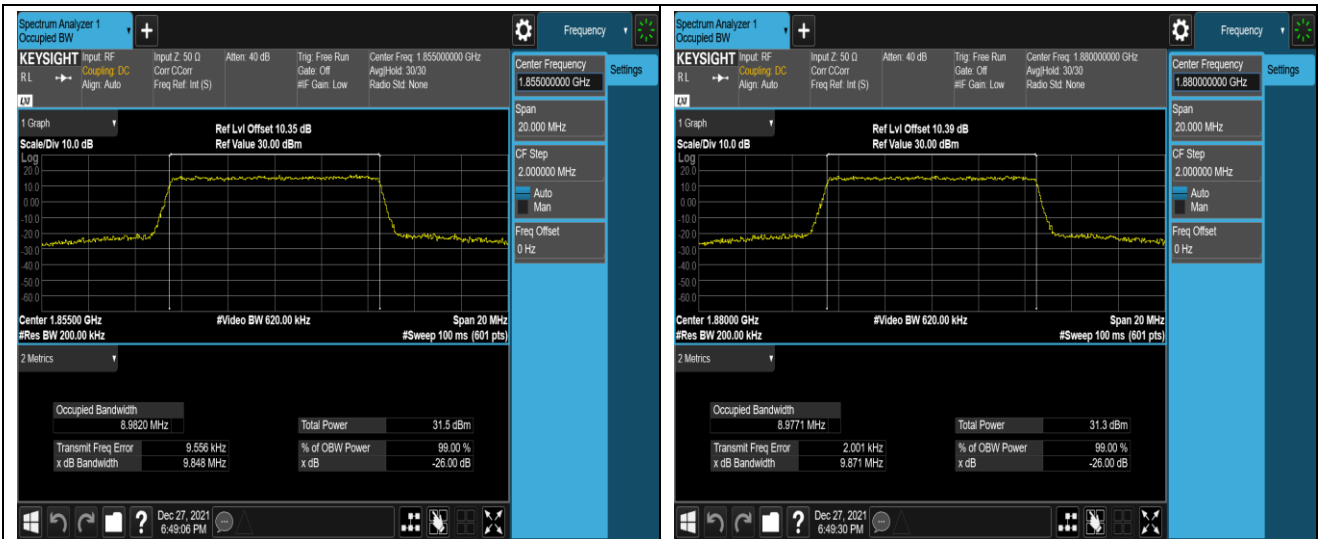 Spectrum Analyzer 1
Occupied BW
+
Frequency
KEYSIGHT
RL
LXI
Input: RF
Coupling: DC
Align: Auto
Input Z: 50 Ω
Corr CCorr
Freq Ref: Int (S)
Atten: 40 dB
Trig: Free Run
Gate: Off
#IF Gain: Low
Center Freq: 1.855000000 GHz
Avg|Hold: 30/30
Radio Std: None
Center Frequency
1.855000000 GHz
Settings
Span
20.000 MHz
CF Step
2.000000 MHz
Auto
Man
Freq Offset
0 Hz
1 Graph
Scale/Div 10.0 dB
Ref Lvl Offset 10.35 dB
Ref Value 30.00 dBm
Log
20.0
10.0
0.00
-10.0
-20.0
-30.0
-40.0
-50.0
-60.0
Center 1.85500 GHz
#Res BW 200.00 kHz
#Video BW 620.00 kHz
Span 20 MHz
#Sweep 100 ms (601 pts)
2 Metrics
Occupied Bandwidth
8.9820 MHz
Total Power 31.5 dBm
Transmit Freq Error 9.556 kHz
% of OBW Power 99.00 %
x dB Bandwidth 9.848 MHz
x dB -26.00 dB
?
Dec 27, 2021
6:49:06 PM
Spectrum Analyzer 1
Occupied BW
+
Frequency
KEYSIGHT
RL
LXI
Input: RF
Coupling: DC
Align: Auto
Input Z: 50 Ω
Corr CCorr
Freq Ref: Int (S)
Atten: 40 dB
Trig: Free Run
Gate: Off
#IF Gain: Low
Center Freq: 1.880000000 GHz
Avg|Hold: 30/30
Radio Std: None
Center Frequency
1.880000000 GHz
Settings
Span
20.000 MHz
CF Step
2.000000 MHz
Auto
Man
Freq Offset
0 Hz
1 Graph
Scale/Div 10.0 dB
Ref Lvl Offset 10.39 dB
Ref Value 30.00 dBm
Log
20.0
10.0
0.00
-10.0
-20.0
-30.0
-40.0
-50.0
-60.0
Center 1.88000 GHz
#Res BW 200.00 kHz
#Video BW 620.00 kHz
Span 20 MHz
#Sweep 100 ms (601 pts)
2 Metrics
Occupied Bandwidth
8.9771 MHz
Total Power 31.3 dBm
Transmit Freq Error 2.001 kHz
% of OBW Power 99.00 %
x dB Bandwidth 9.871 MHz
x dB -26.00 dB
?
Dec 27, 2021
6:49:30 PM